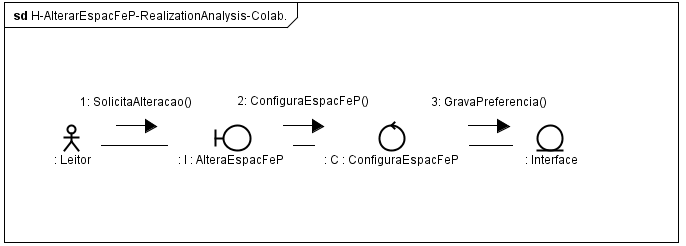 sd H-AlterarEspacFeP-RealizationAnalysis-Colab.
1: SolicitaAlteracao()
2: ConfiguraEspacFeP()
3: GravaPreferencia()
: Leitor
: I : AlteraEspacFeP
: C : ConfiguraEspacFeP
: Interface